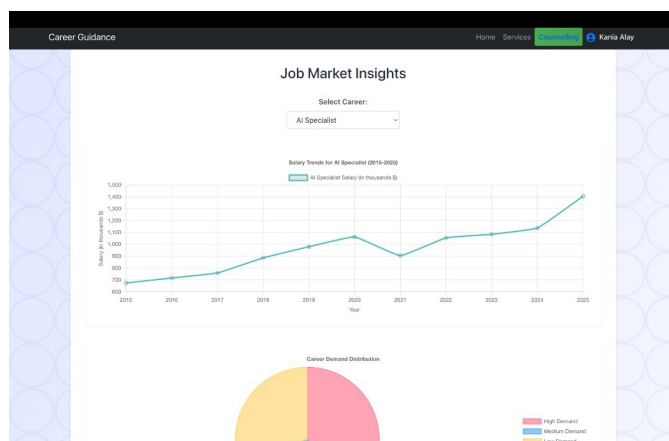 Career Guidance
Home Services Counselling Kania Alay
Job Market Insights
Select Career:
AI Specialist
Salary Trends for AI Specialist (2015-2025)
AI Specialist Salary (in thousands $)
Salary (in thousands $)
1,500
1,400
1,300
1,200
1,100
1,000
900
800
700
600
2015 2016 2017 2018 2019 2020 2021 2022 2023 2024 2025
Year
Career Demand Distribution
High Demand
Medium Demand
Low Demand